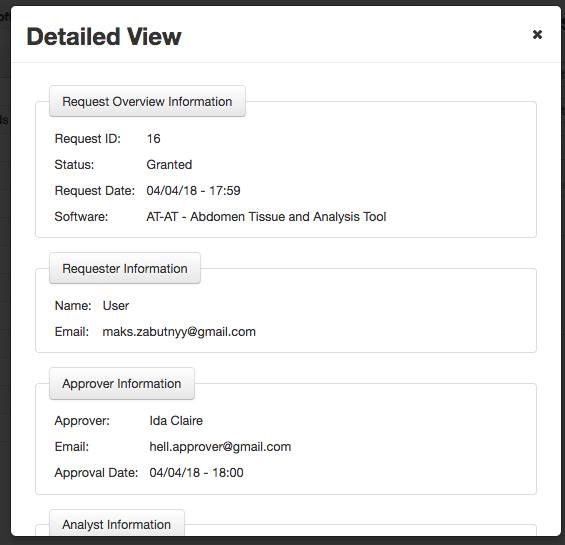 Detailed View
Request Overview Information
Request ID: 16
Status: Granted
Request Date: 04/04/18 - 17:59
Software: AT-AT - Abdomen Tissue and Analysis Tool
Requester Information
Name: User
Email: maks.zabutnyy@gmail.com
Approver Information
Approver: Ida Claire
Email: hell.approver@gmail.com
Approval Date: 04/04/18 - 18:00
Analyst Information